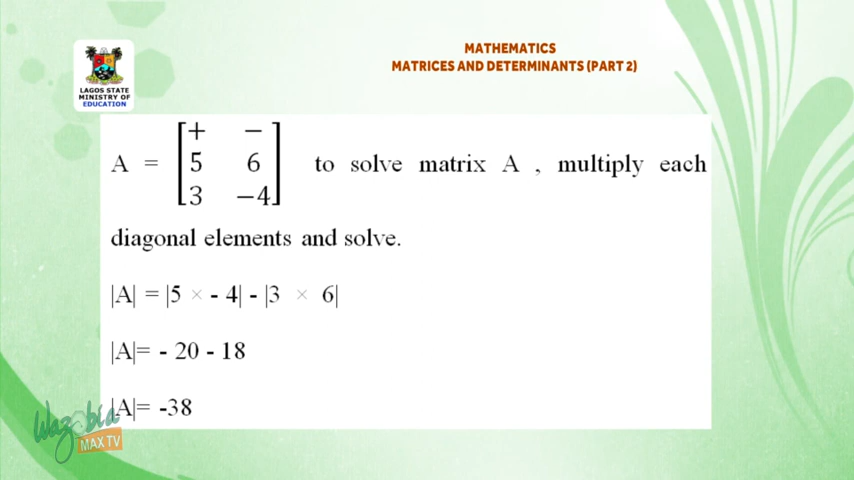 MATHEMATICS
MATRICES AND DETERMINANTS (PART 2)
LAGOS STATE
MINISTRY OF
EDUCATION
+ −
A = [5 6] to solve matrix A , multiply each
3 −4
diagonal elements and solve.
|A| = |5 × - 4| - |3 × 6|
|A|= - 20 - 18
|A|= -38
Wazobia
MAX TV